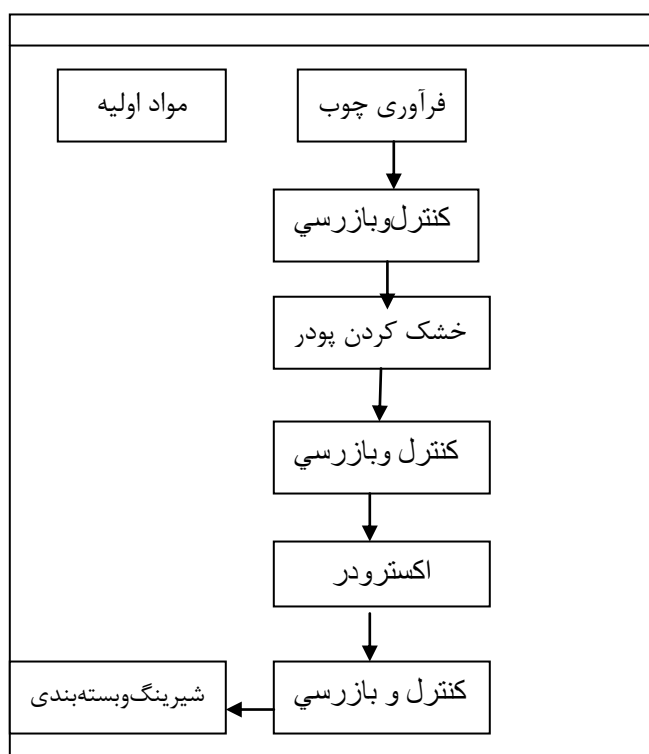 مواد اولیه
فرآوری چوب
کنترل‌وبازرسي
خشک کردن پودر
کنترل وبازرسي
اکسترودر
کنترل و بازرسي
شیرینگ‌وبسته‌بندی